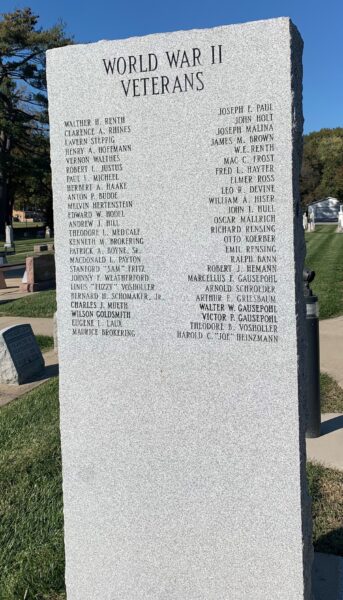 WORLD WAR II
VETERANS
WALTHER H. RENTH
CLARENCE A. RHINES
LAVERN STEPPIG
HENRY A. HOFFMANN
VERNON WALTHES
ROBERT L. JUSTUS
PAUL L. MICHEEL
HERBERT A. HAAKE
ANTON P. BUDDE
MELVIN HERTENSTEIN
EDWARD W. HODEL
ANDREW J. HILL
THEODORE L. METCALF
KENNETH M. BROKERING
PATRICK A. BOYNE, SR.
MACDONALD L. PAYTON
STANFORD "SAM" FRITZ
JOHNNY F. WEATHERFORD
LINUS "FUZZY" VOSHOLLER
BERNARD H. SCHOMAKER, JR.
CHARLES J. MUETH
WILSON GOLDSMITH
EUGENE L. LAUX
MAURICE BROKERING
JOSEPH F. PAUL
JOHN HOLT
JOSEPH MALINA
JAMES M. BROWN
W.E. RENTH
MAC C. FROST
FRED L. HAYTER
ELMER ROSS
LEO R. DEVINE
WILLIAM A. HISER
JOHN T. HULL
OSCAR MALLRICH
RICHARD RENSING
OTTO KOERBER
EMIL RENSING
RALPH BANN
ROBERT J. HEMANN
MARCELLUS F. GAUSEPOHL
ARNOLD SCHROEDER
ARTHUR F. GRIESBAUM
WALTER W. GAUSEPOHL
VICTOR P. GAUSEPOHL
THEODORE B. VOSHOLLER
HAROLD C. "JOE" HEINZMANN